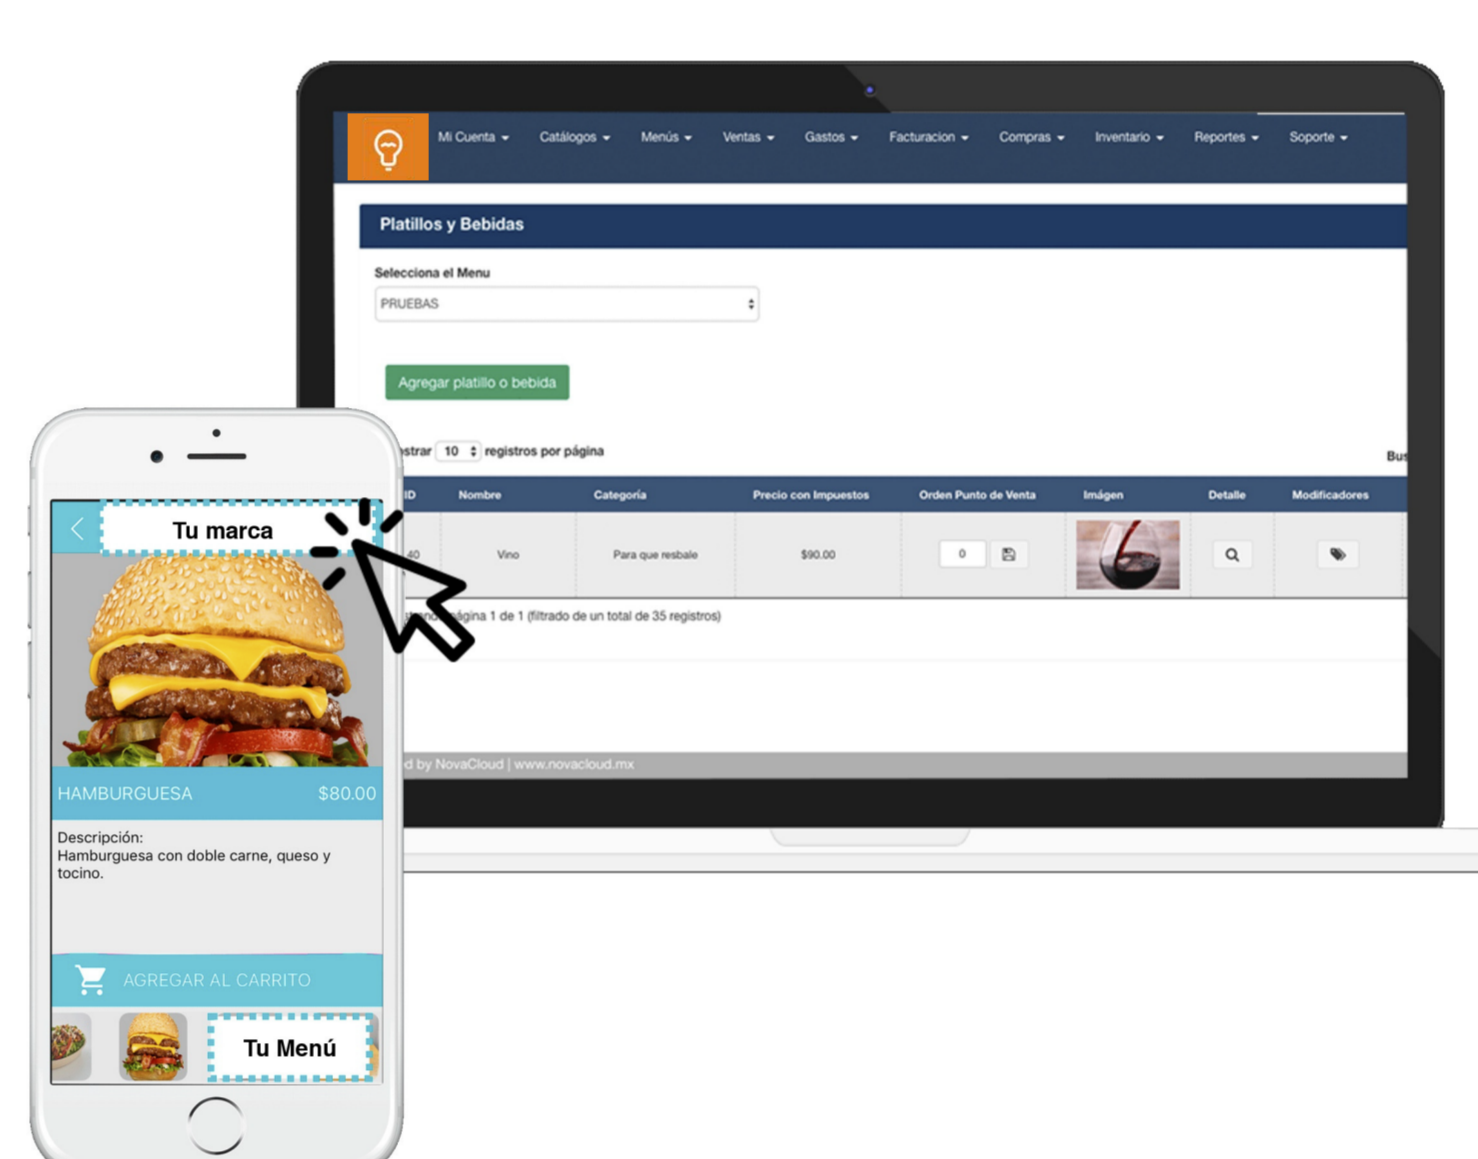 Mi Cuenta Catálogos Menús Ventas Gastos Facturacion Compras Inventario Reportes Soporte
Platillos y Bebidas
Selecciona el Menu
PRUEBAS
Agregar platillo o bebida
10 registros por página
ID Nombre Categoría Precio con Impuestos Orden Punto de Venta Imágen Detalle Modificadores
40 Vino Para que resbale $90.00 0
página 1 de 1 (filtrado de un total de 35 registros)
by NovaCloud | www.novacloud.mx
Tu marca
HAMBURGUESA $80.00
Descripción:
Hamburguesa con doble carne, queso y
tocino.
AGREGAR AL CARRITO
Tu Menú